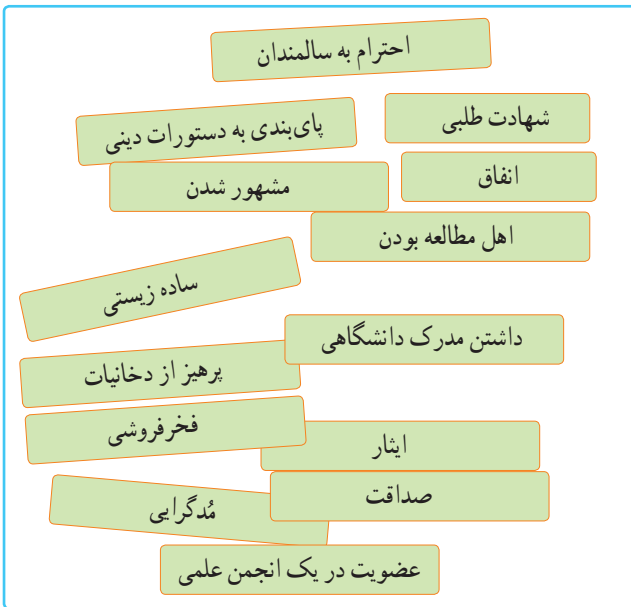 احترام به سالمندان
شهادت طلبی
پای‌بندی به دستورات دینی
انفاق
مشهور شدن
اهل مطالعه بودن
ساده زیستی
داشتن مدرک دانشگاهی
پرهیز از دخانیات
فخرفروشی
ایثار
صداقت
مُدگرایی
عضویت در یک انجمن علمی